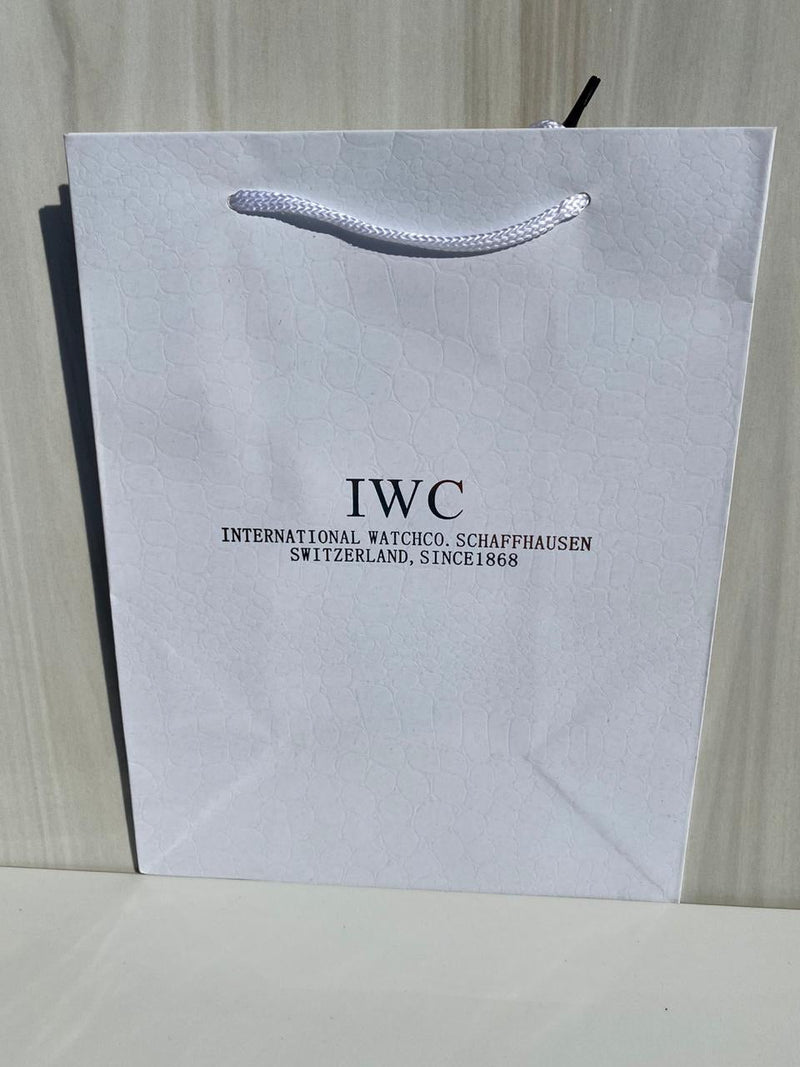 IWC
INTERNATIONAL WATCHCO. SCHAFFHAUSEN
SWITZERLAND, SINCE1868